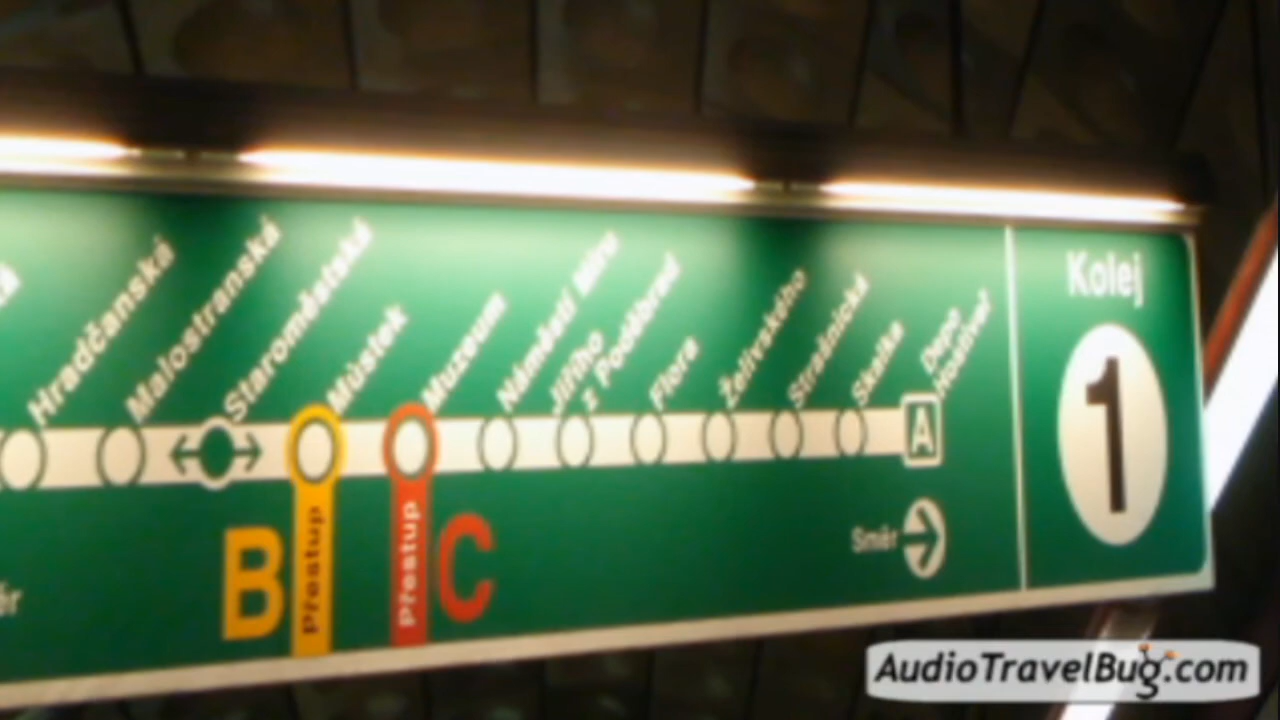 Hradčanská
Malostranská
Staroměstská
Můstek
Muzeum
Náměstí Míru
Jiřího
z Poděbrad
Flora
Želivského
Strašnická
Skalka
Depo
Hostivař
A
Kolej
1
Směr
B
Přestup
Přestup
C
AudioTravelBug.com